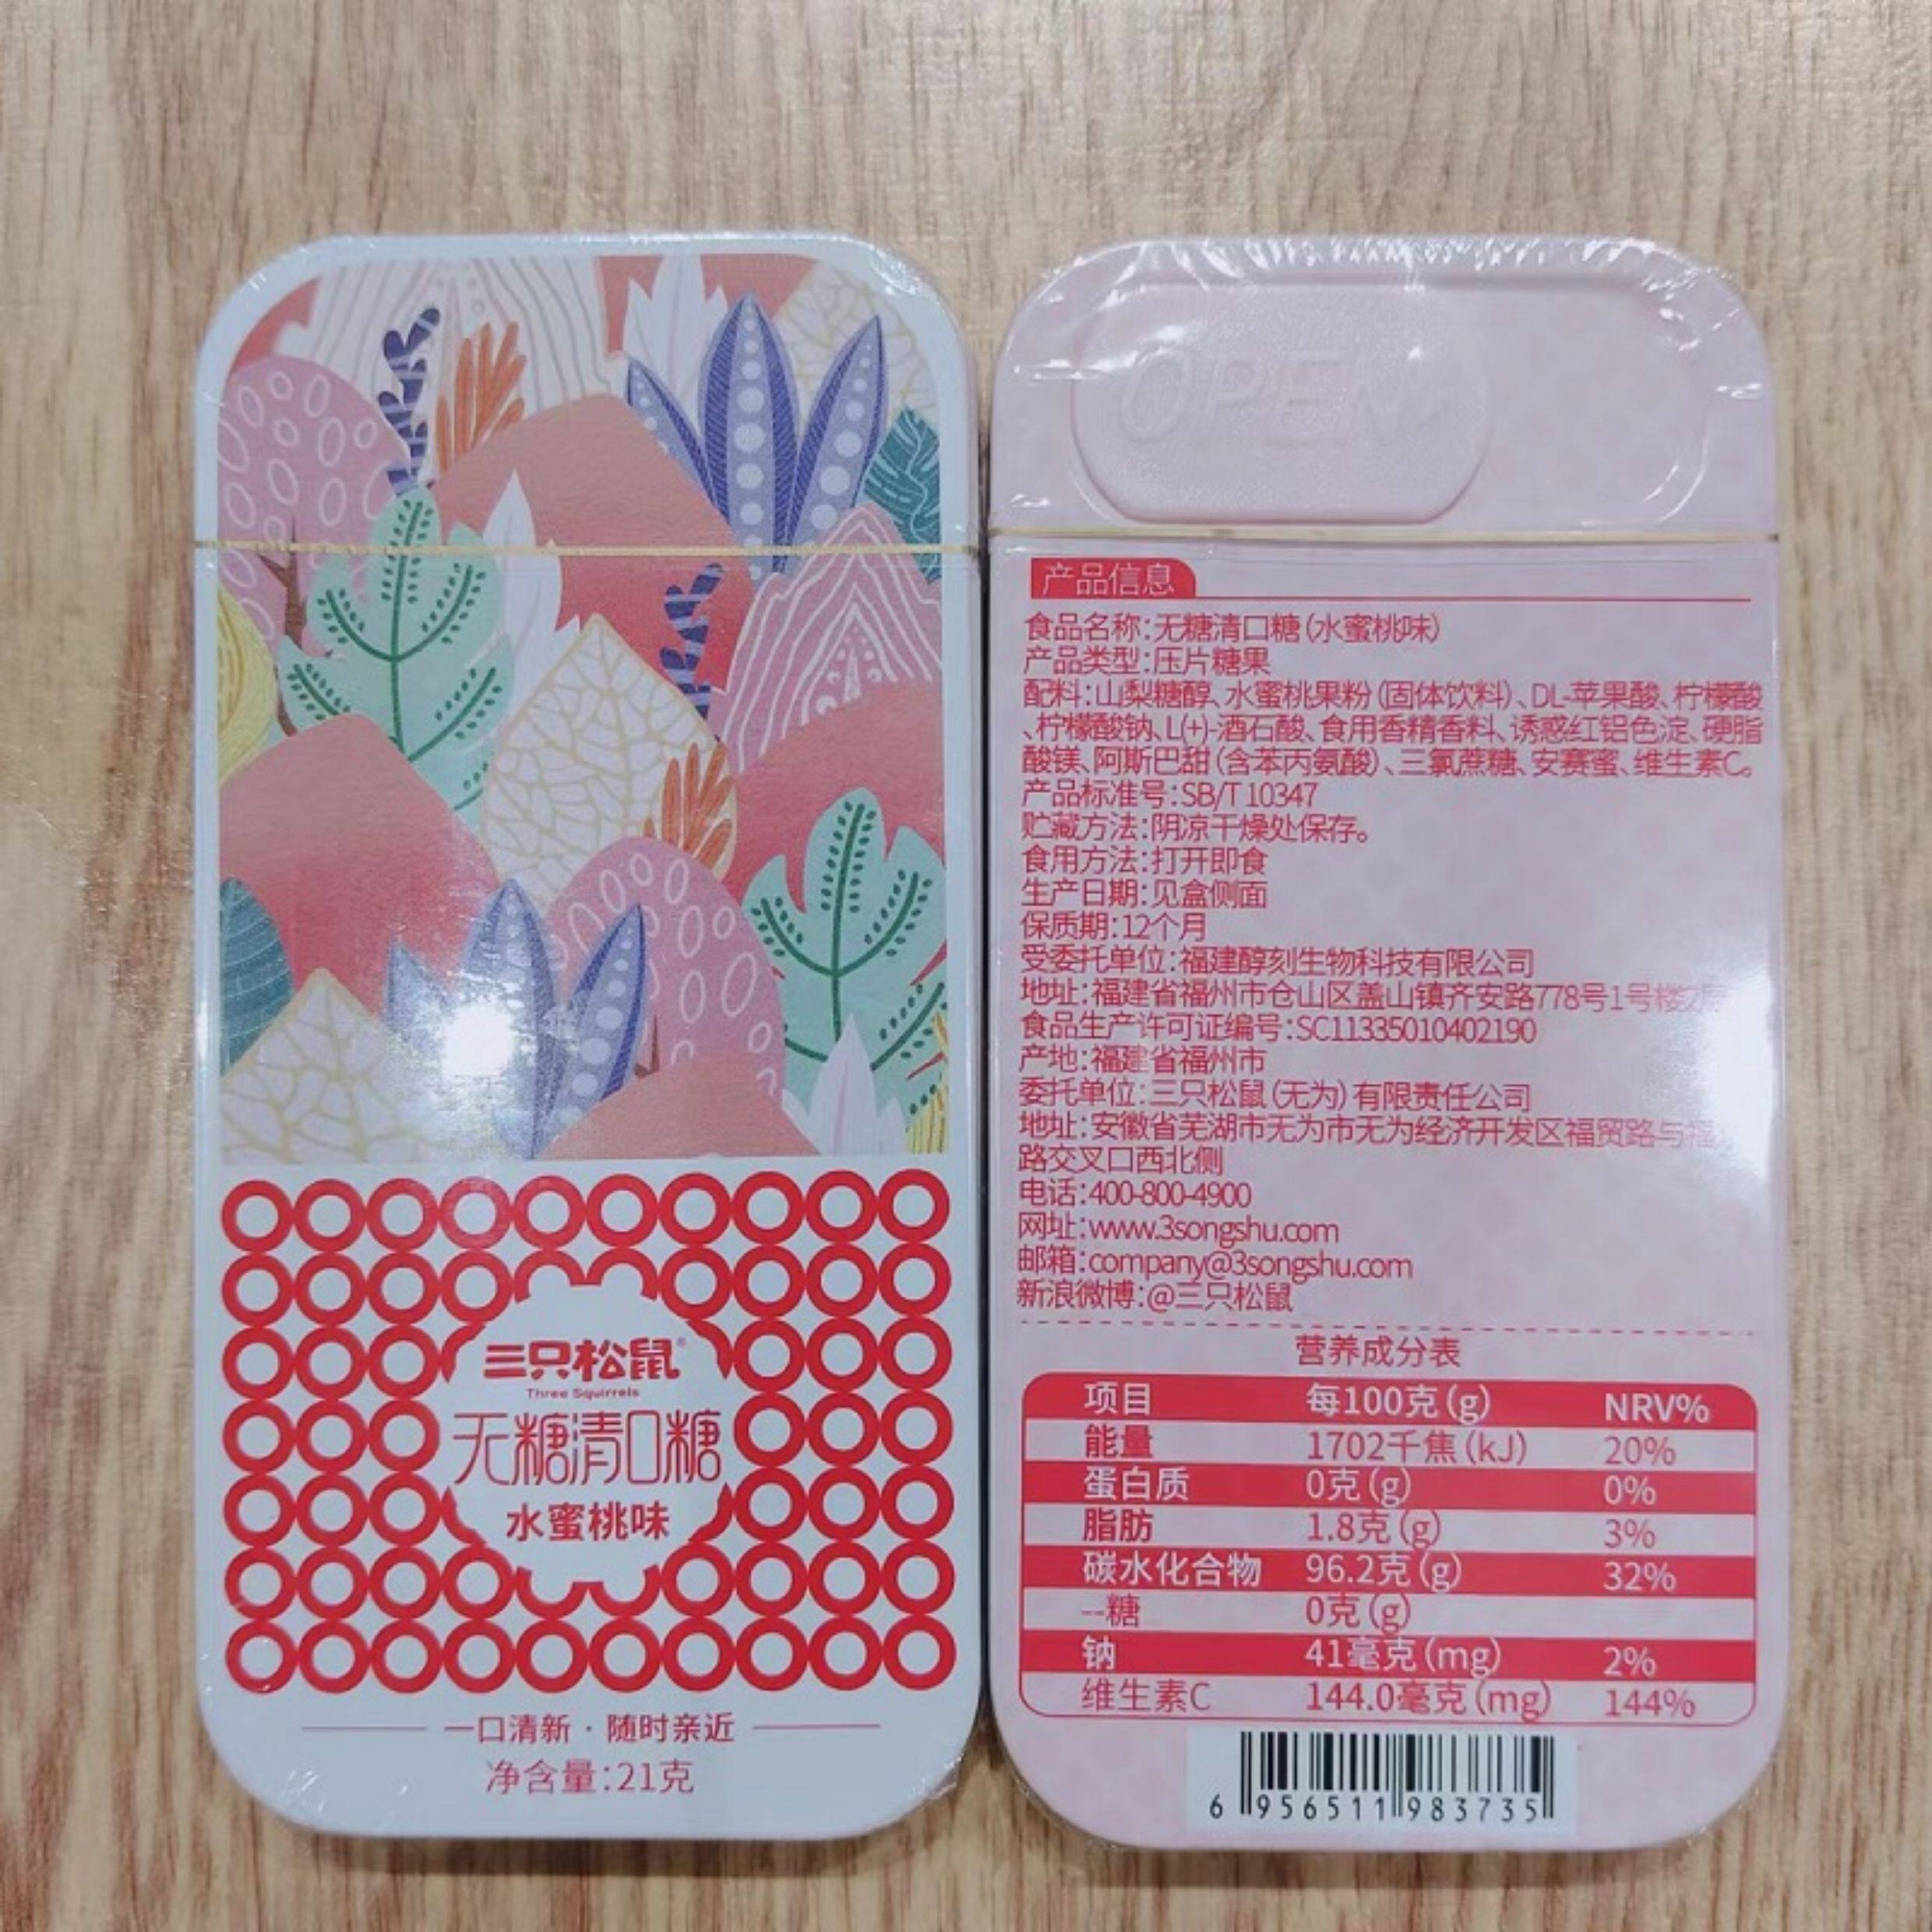 三只松鼠
Three Squirrels
无糖清口糖
水蜜桃味
一口清新·随时亲近
净含量:21克
OPEN
产品信息
食品名称:无糖清口糖(水蜜桃味)
产品类型:压片糖果
配料:山梨糖醇、水蜜桃果粉(固体饮料)、DL-苹果酸、柠檬酸
、柠檬酸钠、L(+)-酒石酸、食用香精香料、诱惑红铝色淀、硬脂
酸镁、阿斯巴甜(含苯丙氨酸)、三氯蔗糖、安赛蜜、维生素C。
产品标准号:SB/T 10347
贮藏方法:阴凉干燥处保存。
食用方法:打开即食
生产日期:见盒侧面
保质期:12个月
受委托单位:福建醇刻生物科技有限公司
地址:福建省福州市仓山区盖山镇齐安路778号1号楼2
食品生产许可证编号:SC11335010402190
产地:福建省福州市
委托单位:三只松鼠(无为)有限责任公司
地址:安徽省芜湖市无为市无为经济开发区福贸路与
路交叉口西北侧
电话:400-800-4900
网址:www.3songshu.com
邮箱:company@3songshu.com
新浪微博:@三只松鼠
营养成分表
项目 每100克(g) NRV%
能量 1702千焦(kJ) 20%
蛋白质 0克(g) 0%
脂肪 1.8克(g) 3%
碳水化合物 96.2克(g) 32%
--糖 0克(g)
钠 41毫克(mg) 2%
维生素C 144.0毫克(mg) 144%
6 956511 983735